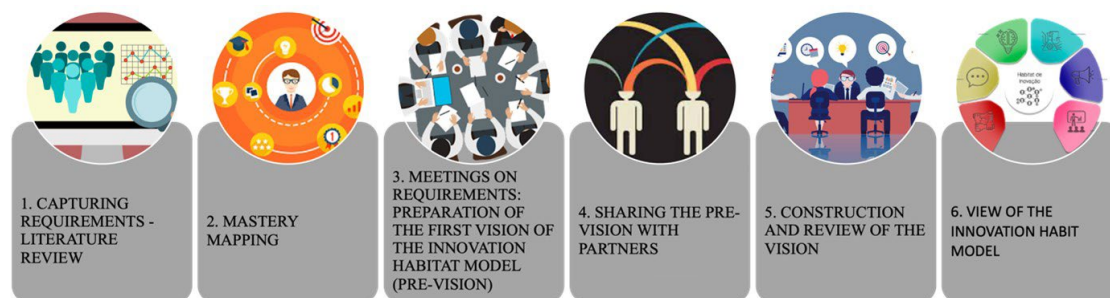 1. CAPTURING
REQUIREMENTS -
LITERATURE
REVIEW
2. MASTERY
MAPPING
3. MEETINGS ON
REQUIREMENTS:
PREPARATION OF
THE FIRST VISION OF
THE INNOVATION
HABITAT MODEL
(PRE-VISION)
4. SHARING THE PRE-
VISION WITH
PARTNERS
5. CONSTRUCTION
AND REVIEW OF THE
VISION
Habitat de
Inovação
6. VIEW OF THE
INNOVATION HABIT
MODEL